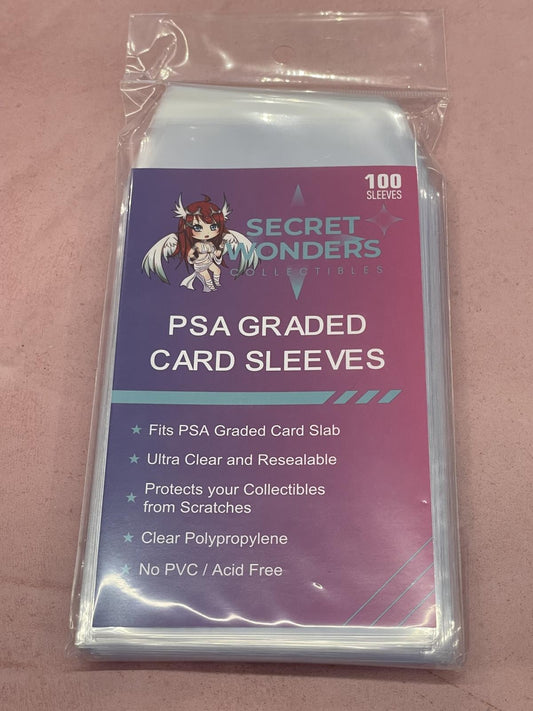 100
SLEEVES
SECRET
WONDERS
COLLECTIBLES
PSA GRADED
CARD SLEEVES
Fits PSA Graded Card Slab
Ultra Clear and Resealable
Protects your Collectibles
from Scratches
Clear Polypropylene
No PVC / Acid Free